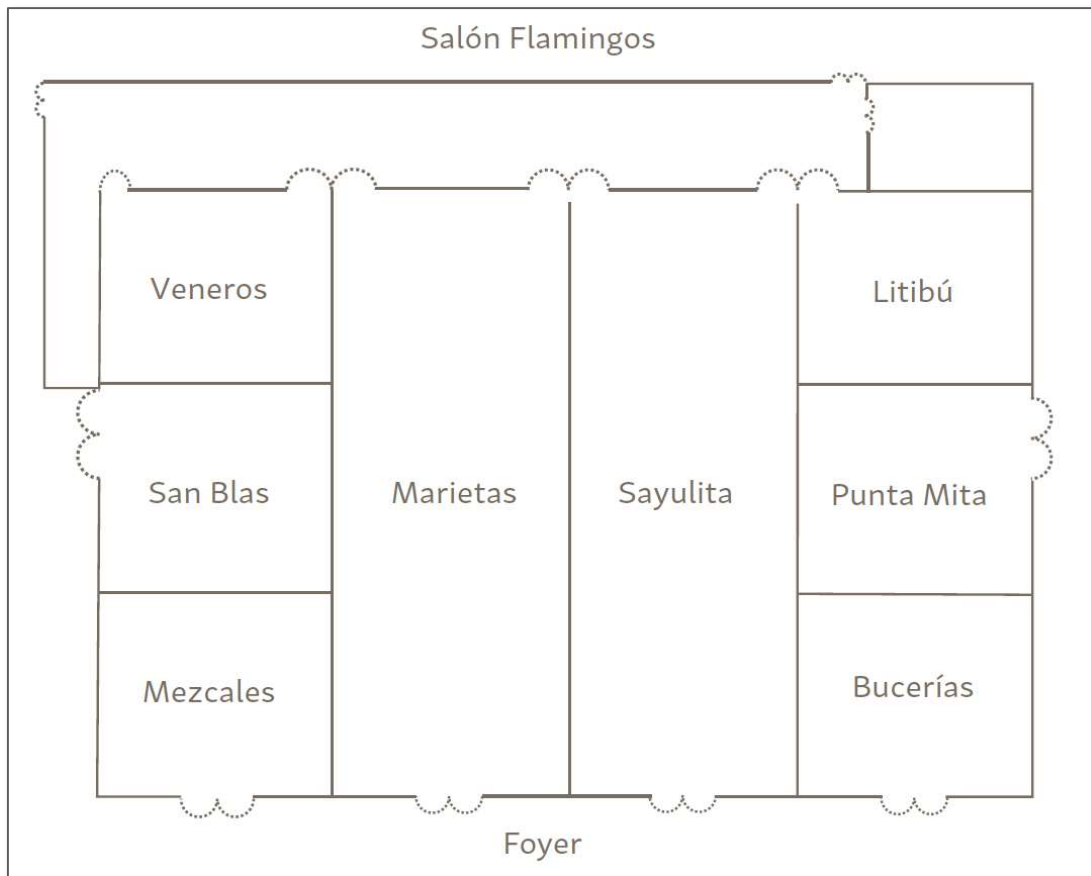 Salón Flamingos
Veneros
Litibú
San Blas
Marietas
Sayulita
Punta Mita
Mezcales
Bucerías
Foyer